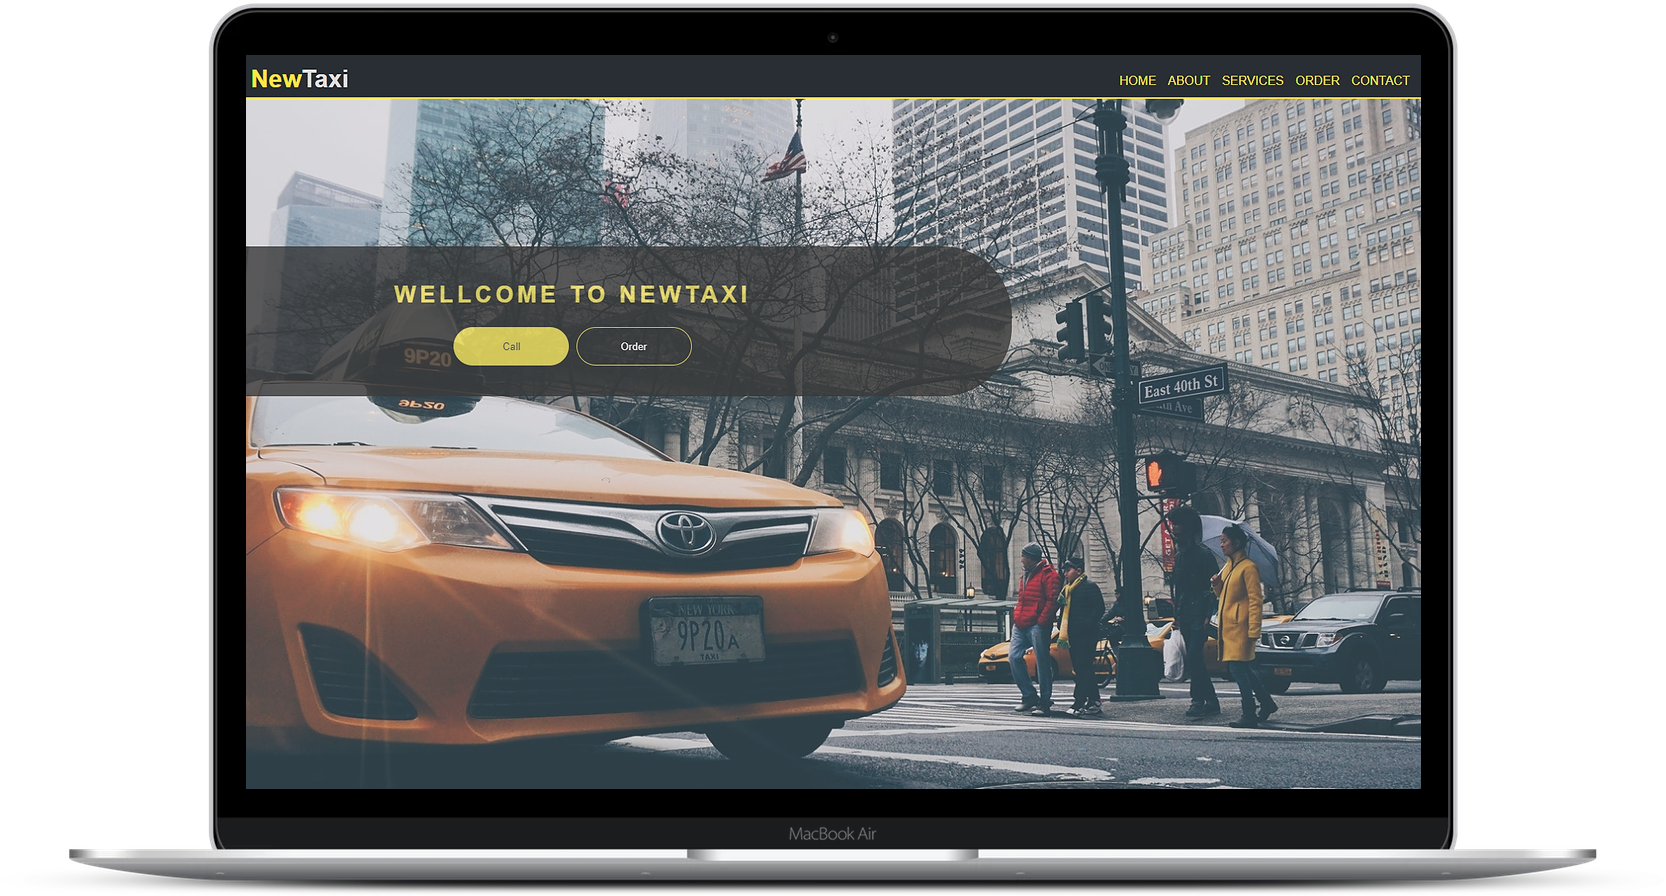 NewTaxi
HOME ABOUT SERVICES ORDER CONTACT
WELLCOME TO NEWTAXI
Call Order
9P20
9P20
East 40th St
Ave
NEW YORK
9P20A
TAXI
MacBook Air